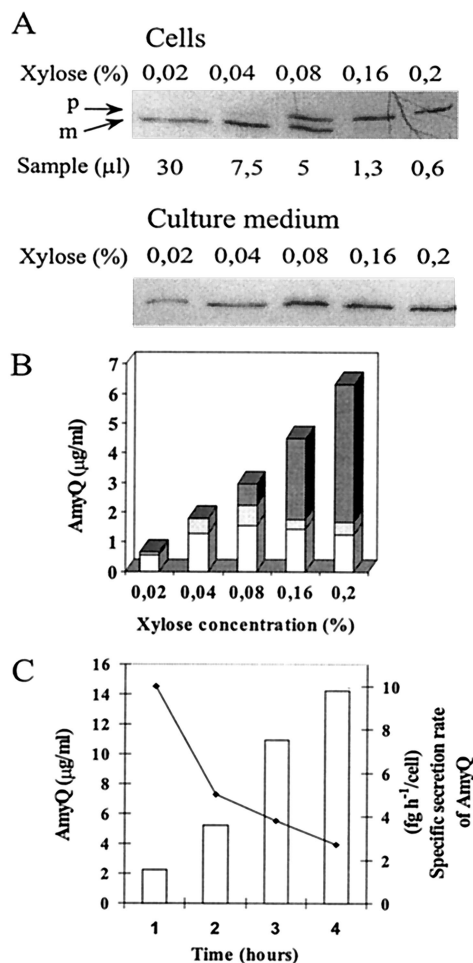 A
Cells
Xylose (%) 0,02 0,04 0,08 0,16 0,2
p
m
Sample (µl) 30 7,5 5 1,3 0,6
Culture medium
Xylose (%) 0,02 0,04 0,08 0,16 0,2
B
AmyQ (µg/ml)
7
6
5
4
3
2
1
0
0,02 0,04 0,08 0,16 0,2
Xylose concentration (%)
C
AmyQ (µg/ml)
16
14
12
10
8
6
4
2
0
10
8
6
4
2
0
Specific secretion rate
of AmyQ
(fg h⁻¹/cell)
1 2 3 4
Time (hours)